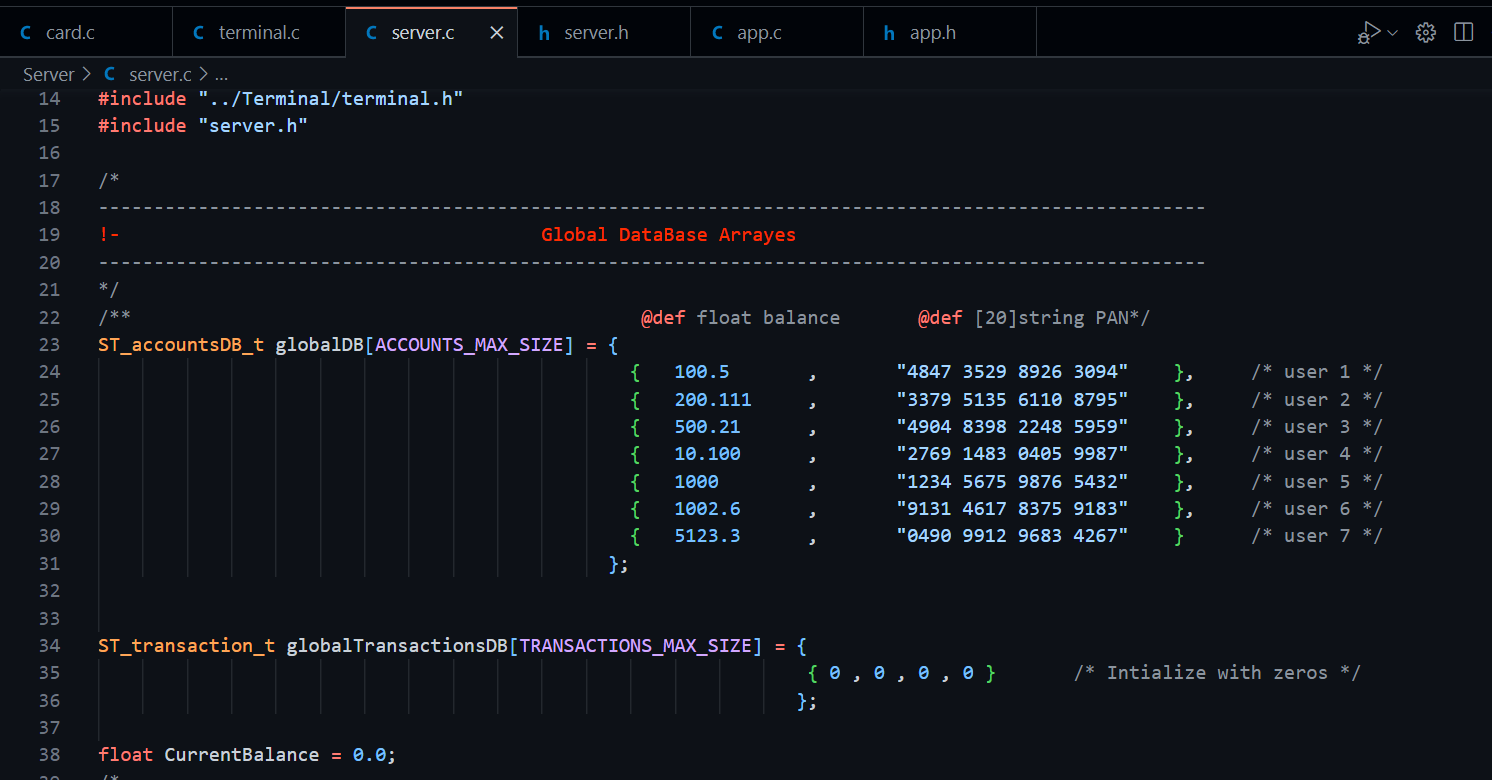 C card.c C terminal.c C server.c × h server.h C app.c h app.h
Server > C server.c > ...
14 #include "../Terminal/terminal.h"
15 #include "server.h"
16
17 /*
18 ----------------------------------------------------------------------------------------------------
19 !- Global DataBase Arrayes
20 ----------------------------------------------------------------------------------------------------
21 */
22 /** @def float balance @def [20]string PAN*/
23 ST_accountsDB_t globalDB[ACCOUNTS_MAX_SIZE] = {
24 { 100.5 , "4847 3529 8926 3094" }, /* user 1 */
25 { 200.111 , "3379 5135 6110 8795" }, /* user 2 */
26 { 500.21 , "4904 8398 2248 5959" }, /* user 3 */
27 { 10.100 , "2769 1483 0405 9987" }, /* user 4 */
28 { 1000 , "1234 5675 9876 5432" }, /* user 5 */
29 { 1002.6 , "9131 4617 8375 9183" }, /* user 6 */
30 { 5123.3 , "0490 9912 9683 4267" } /* user 7 */
31 };
32
33
34 ST_transaction_t globalTransactionsDB[TRANSACTIONS_MAX_SIZE] = {
35 { 0 , 0 , 0 , 0 } /* Intialize with zeros */
36 };
37
38 float CurrentBalance = 0.0;